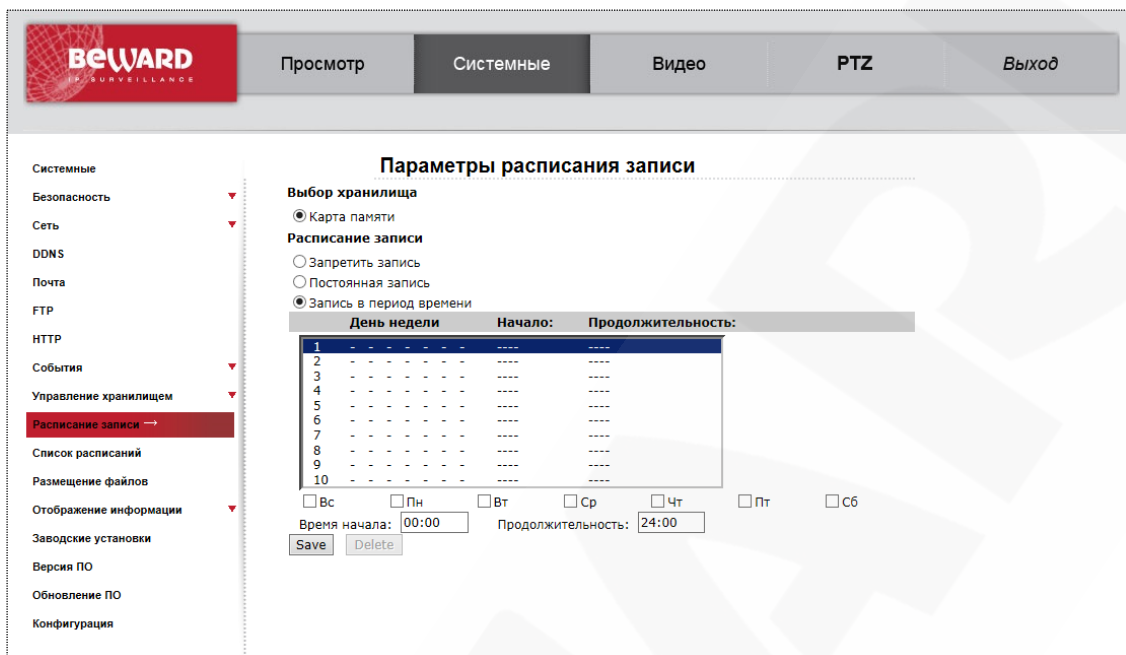 BEWARD
IP SURVEILLANCE
Просмотр Системные Видео PTZ Выход
Системные
Безопасность
Сеть
DDNS
Почта
FTP
HTTP
События
Управление хранилищем
Расписание записи →
Список расписаний
Размещение файлов
Отображение информации
Заводские установки
Версия ПО
Обновление ПО
Конфигурация
Параметры расписания записи
Выбор хранилища
Карта памяти
Расписание записи
Запретить запись
Постоянная запись
Запись в период времени
День недели Начало: Продолжительность:
1 - - - - - - - ---- ----
2 - - - - - - - ---- ----
3 - - - - - - - ---- ----
4 - - - - - - - ---- ----
5 - - - - - - - ---- ----
6 - - - - - - - ---- ----
7 - - - - - - - ---- ----
8 - - - - - - - ---- ----
9 - - - - - - - ---- ----
10 - - - - - - - ---- ----
Вс Пн Вт Ср Чт Пт Сб
Время начала: 00:00 Продолжительность: 24:00
Save Delete